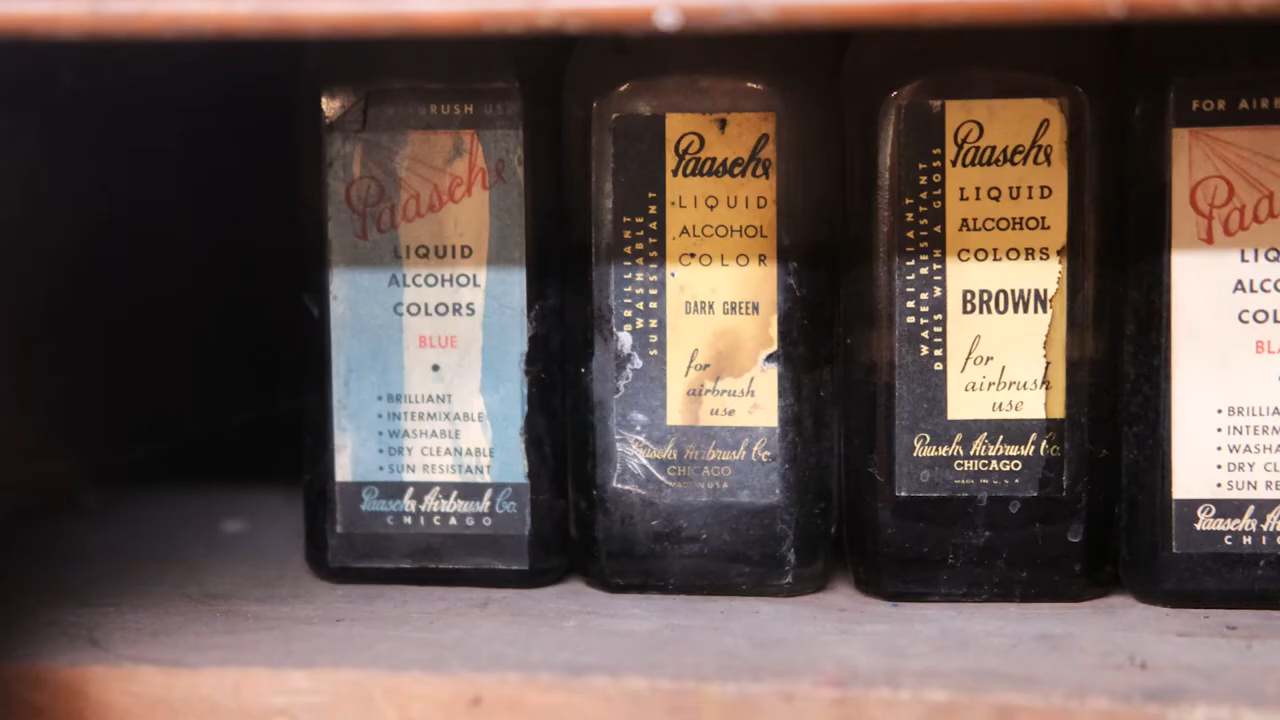 BRUSH USE
Paasche
LIQUID
ALCOHOL
COLORS
BLUE
• BRILLIANT
• INTERMIXABLE
• WASHABLE
• DRY CLEANABLE
• SUN RESISTANT
Paasche Airbrush Co.
CHICAGO
BRILLIANT
WASHABLE
SUN RESISTANT
Paasche
LIQUID
ALCOHOL
COLOR
DARK GREEN
for
airbrush
use
Paasche Airbrush Co.
CHICAGO
MADE IN U.S.A
BRILLIANT
WATER RESISTANT
DRIES WITH A GLOSS
Paasche
LIQUID
ALCOHOL
COLORS
BROWN
for
airbrush
use
Paasche Airbrush Co.
CHICAGO
MADE IN U.S.A
FOR AIRB
Paa
LIQ
ALCO
COL
BLA
• BRILLIA
• INTERM
• WASHA
• DRY CL
• SUN RE
Paasche Ai
CHIC